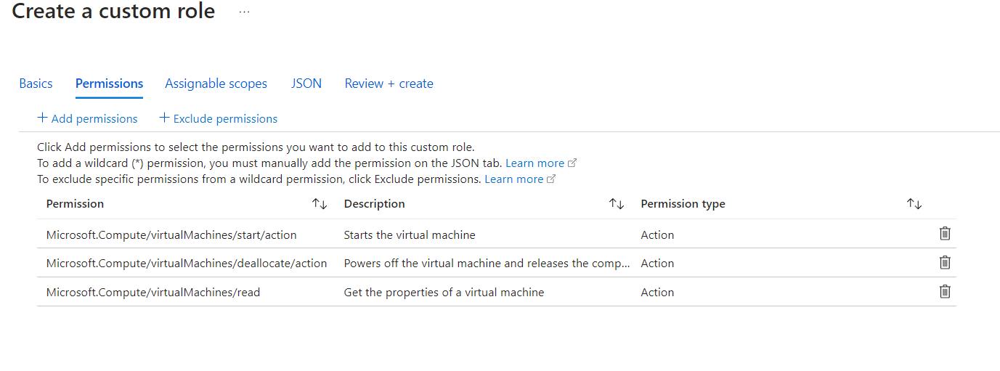 Create a custom role ...
Basics Permissions Assignable scopes JSON Review + create
+ Add permissions + Exclude permissions
Click Add permissions to select the permissions you want to add to this custom role.
To add a wildcard (*) permission, you must manually add the permission on the JSON tab. Learn more
To exclude specific permissions from a wildcard permission, click Exclude permissions. Learn more
Permission ↑↓ Description ↑↓ Permission type ↑↓
Microsoft.Compute/virtualMachines/start/action Starts the virtual machine Action
Microsoft.Compute/virtualMachines/deallocate/action Powers off the virtual machine and releases the comp... Action
Microsoft.Compute/virtualMachines/read Get the properties of a virtual machine Action